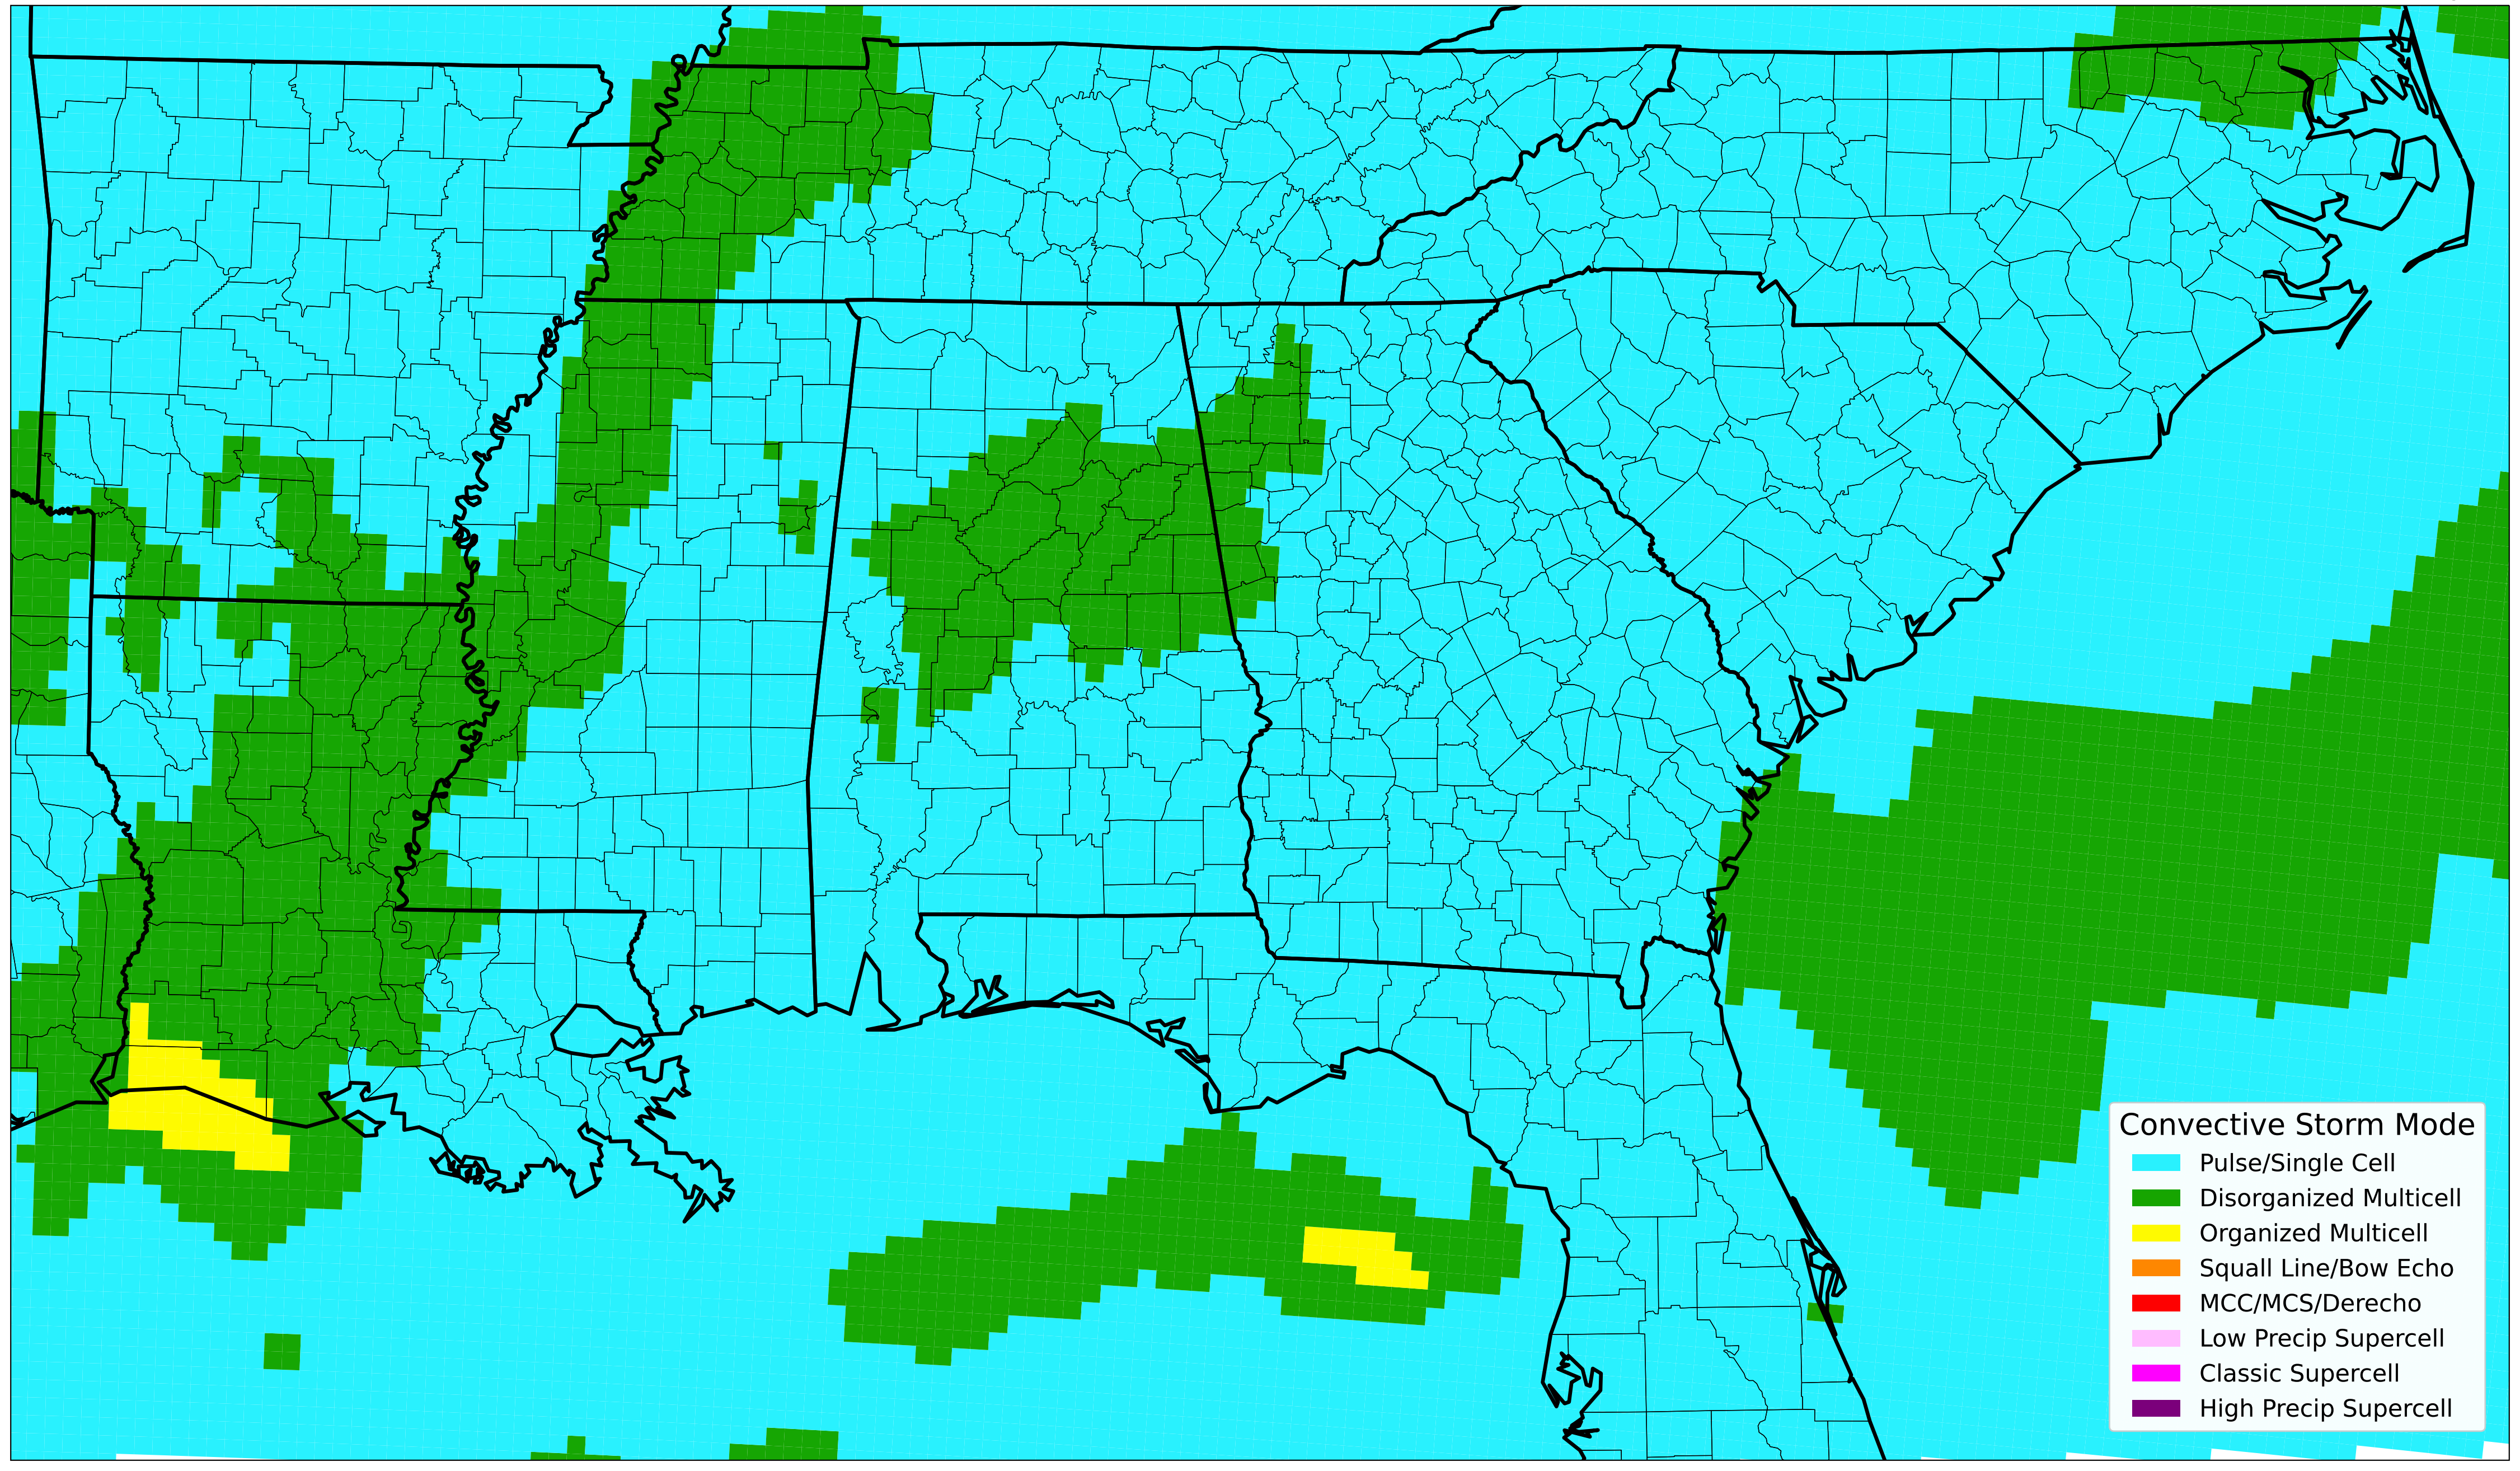 Convective Storm Mode
Pulse/Single Cell
Disorganized Multicell
Organized Multicell
Squall Line/Bow Echo
MCC/MCS/Derecho
Low Precip Supercell
Classic Supercell
High Precip Supercell